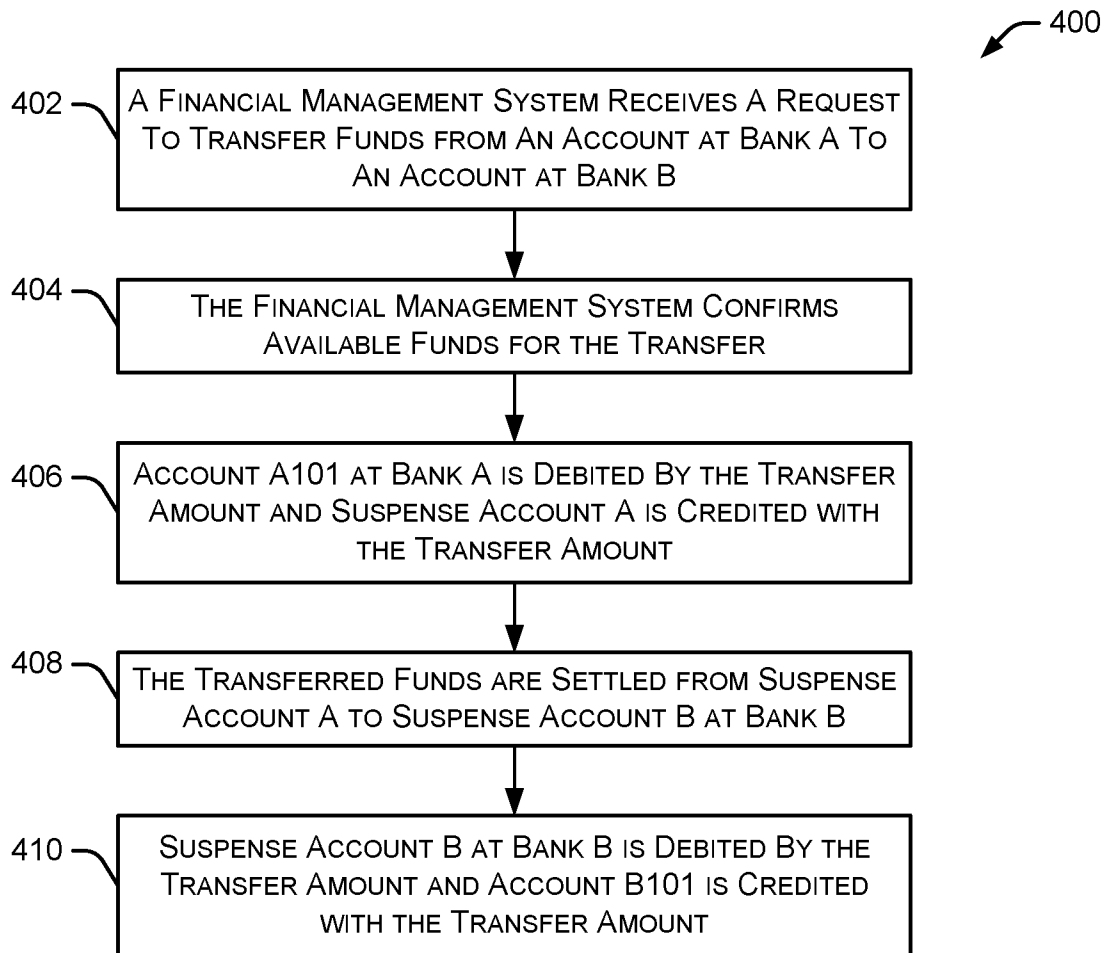 400
402
A FINANCIAL MANAGEMENT SYSTEM RECEIVES A REQUEST
TO TRANSFER FUNDS FROM AN ACCOUNT AT BANK A TO
AN ACCOUNT AT BANK B
404
THE FINANCIAL MANAGEMENT SYSTEM CONFIRMS
AVAILABLE FUNDS FOR THE TRANSFER
406
ACCOUNT A101 AT BANK A IS DEBITED BY THE TRANSFER
AMOUNT AND SUSPENSE ACCOUNT A IS CREDITED WITH
THE TRANSFER AMOUNT
408
THE TRANSFERRED FUNDS ARE SETTLED FROM SUSPENSE
ACCOUNT A TO SUSPENSE ACCOUNT B AT BANK B
410
SUSPENSE ACCOUNT B AT BANK B IS DEBITED BY THE
TRANSFER AMOUNT AND ACCOUNT B101 IS CREDITED
WITH THE TRANSFER AMOUNT